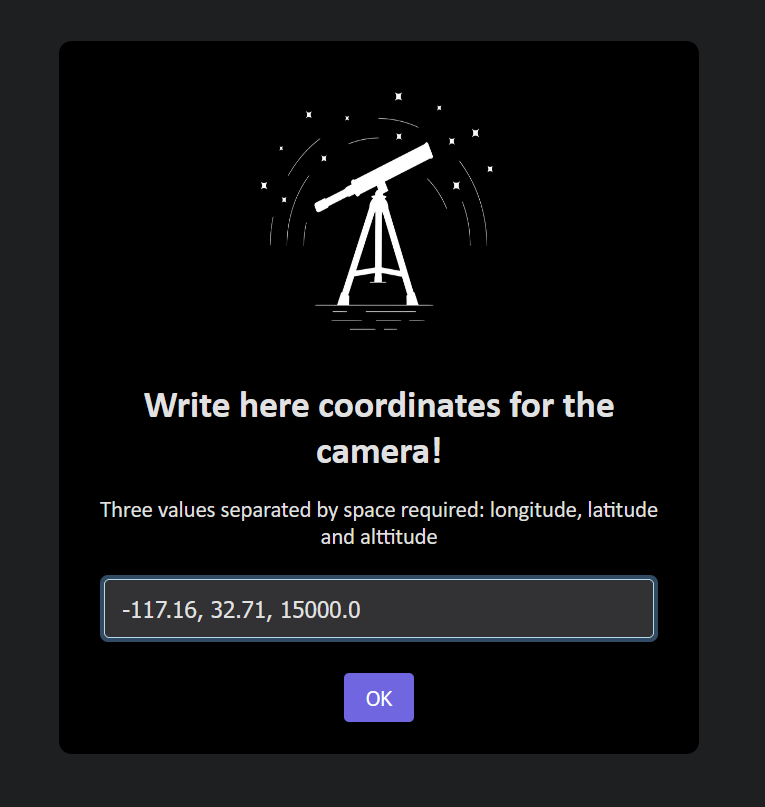 Write here coordinates for the
camera!
Three values separated by space required: longitude, latitude
and alttitude
-117.16, 32.71, 15000.0
OK